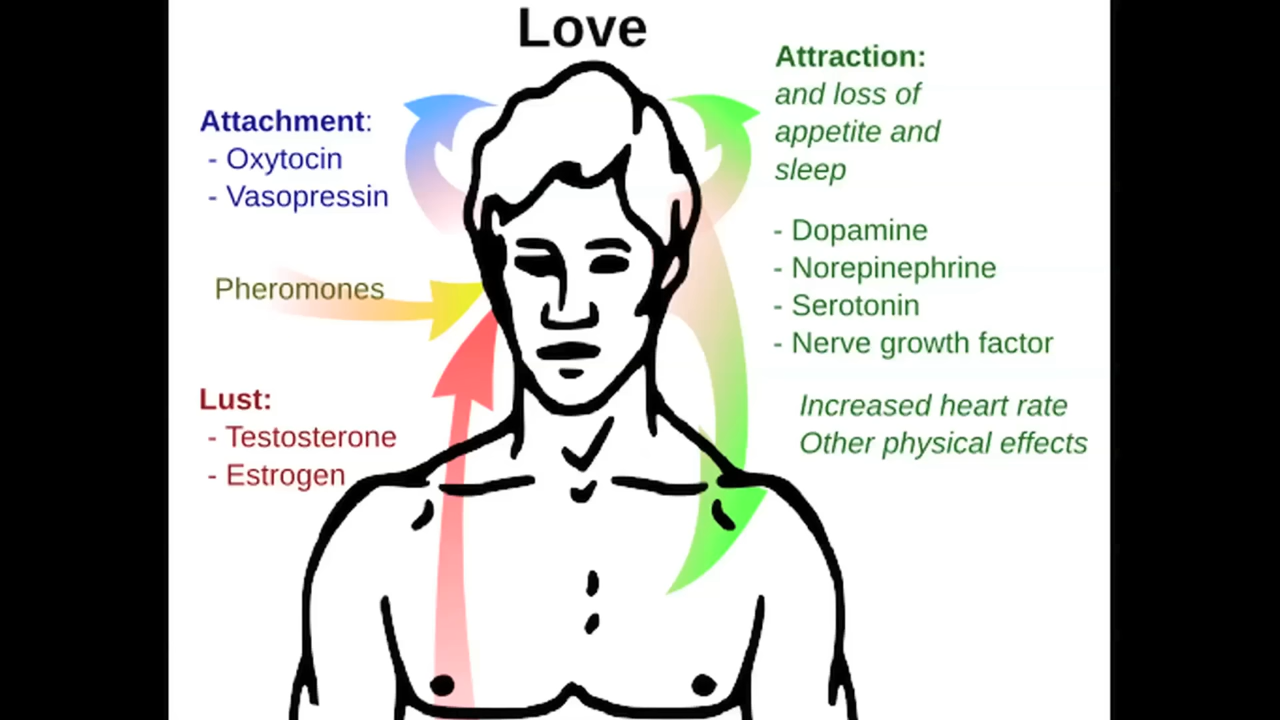 Love
Attachment:
- Oxytocin
- Vasopressin
Pheromones
Lust:
- Testosterone
- Estrogen
Attraction:
and loss of
appetite and
sleep
- Dopamine
- Norepinephrine
- Serotonin
- Nerve growth factor
Increased heart rate
Other physical effects